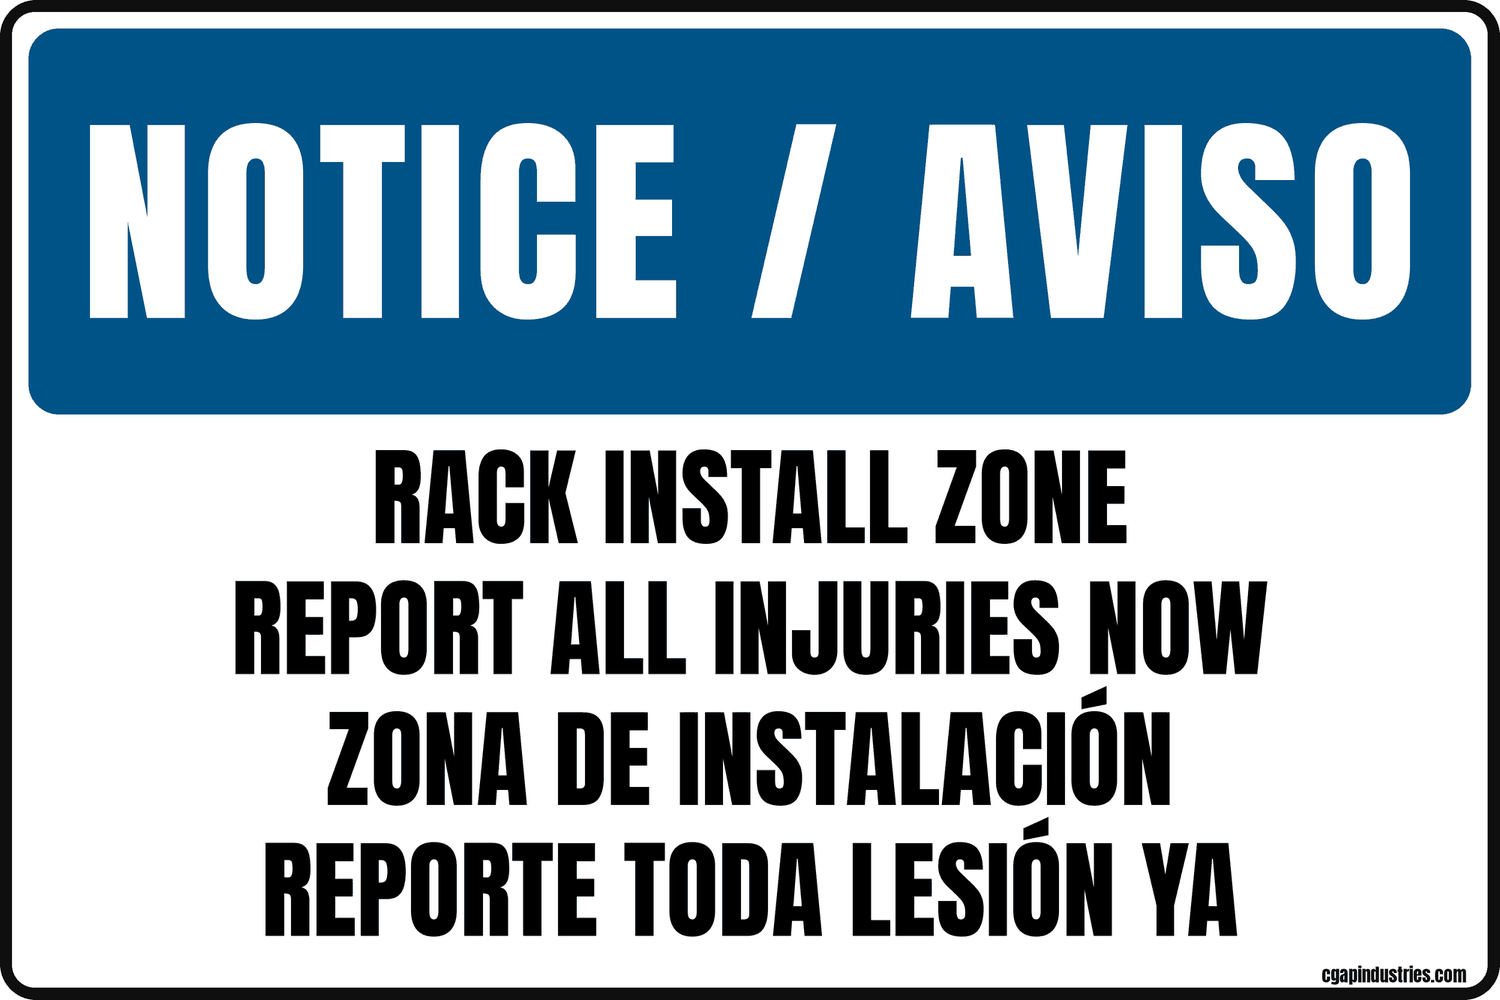 NOTICE / AVISO
RACK INSTALL ZONE
REPORT ALL INJURIES NOW
ZONA DE INSTALACIÓN
REPORTE TODA LESIÓN YA
cgapindustries.com